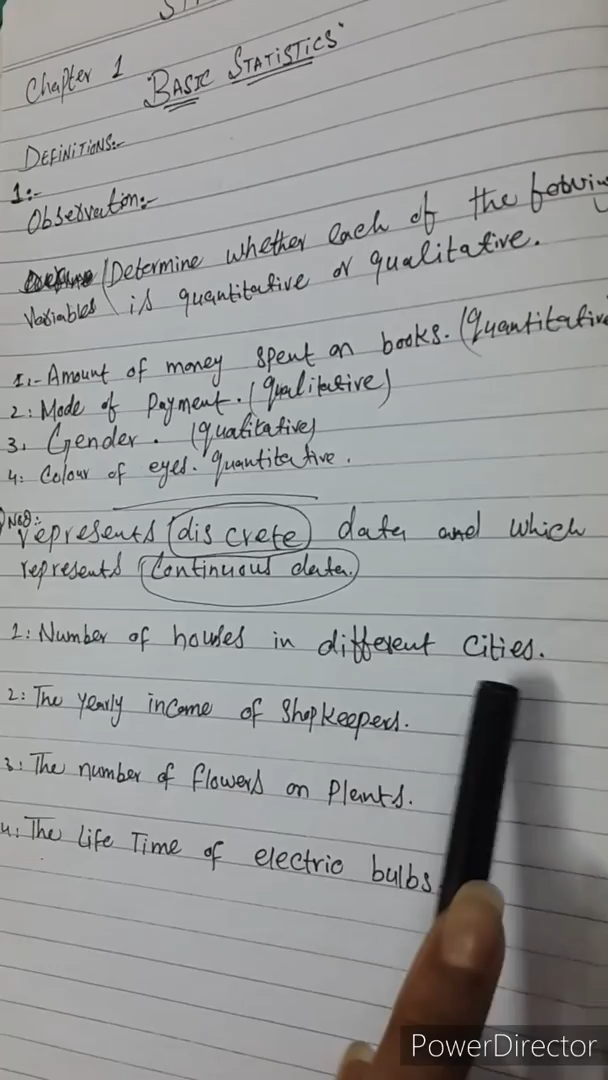 Chapter 1
BASIC STATISTICS
DEFINITIONS:-
1:-
Observation:-
Determine whether each of the
Variables is quantitative or qualitative.
1:- Amount of money spent on books. (Quantitative
2: Mode of Payment. (qualitative)
3. Gender. (qualitative)
4: Colour of eyes. quantitative.
represents discrete data and which
represents continuous data.
1: Number of houses in different Cities.
2: The yearly income of Shopkeepers.
3: The number of flowers on Plants.
4: The Life Time of electric bulbs
PowerDirector